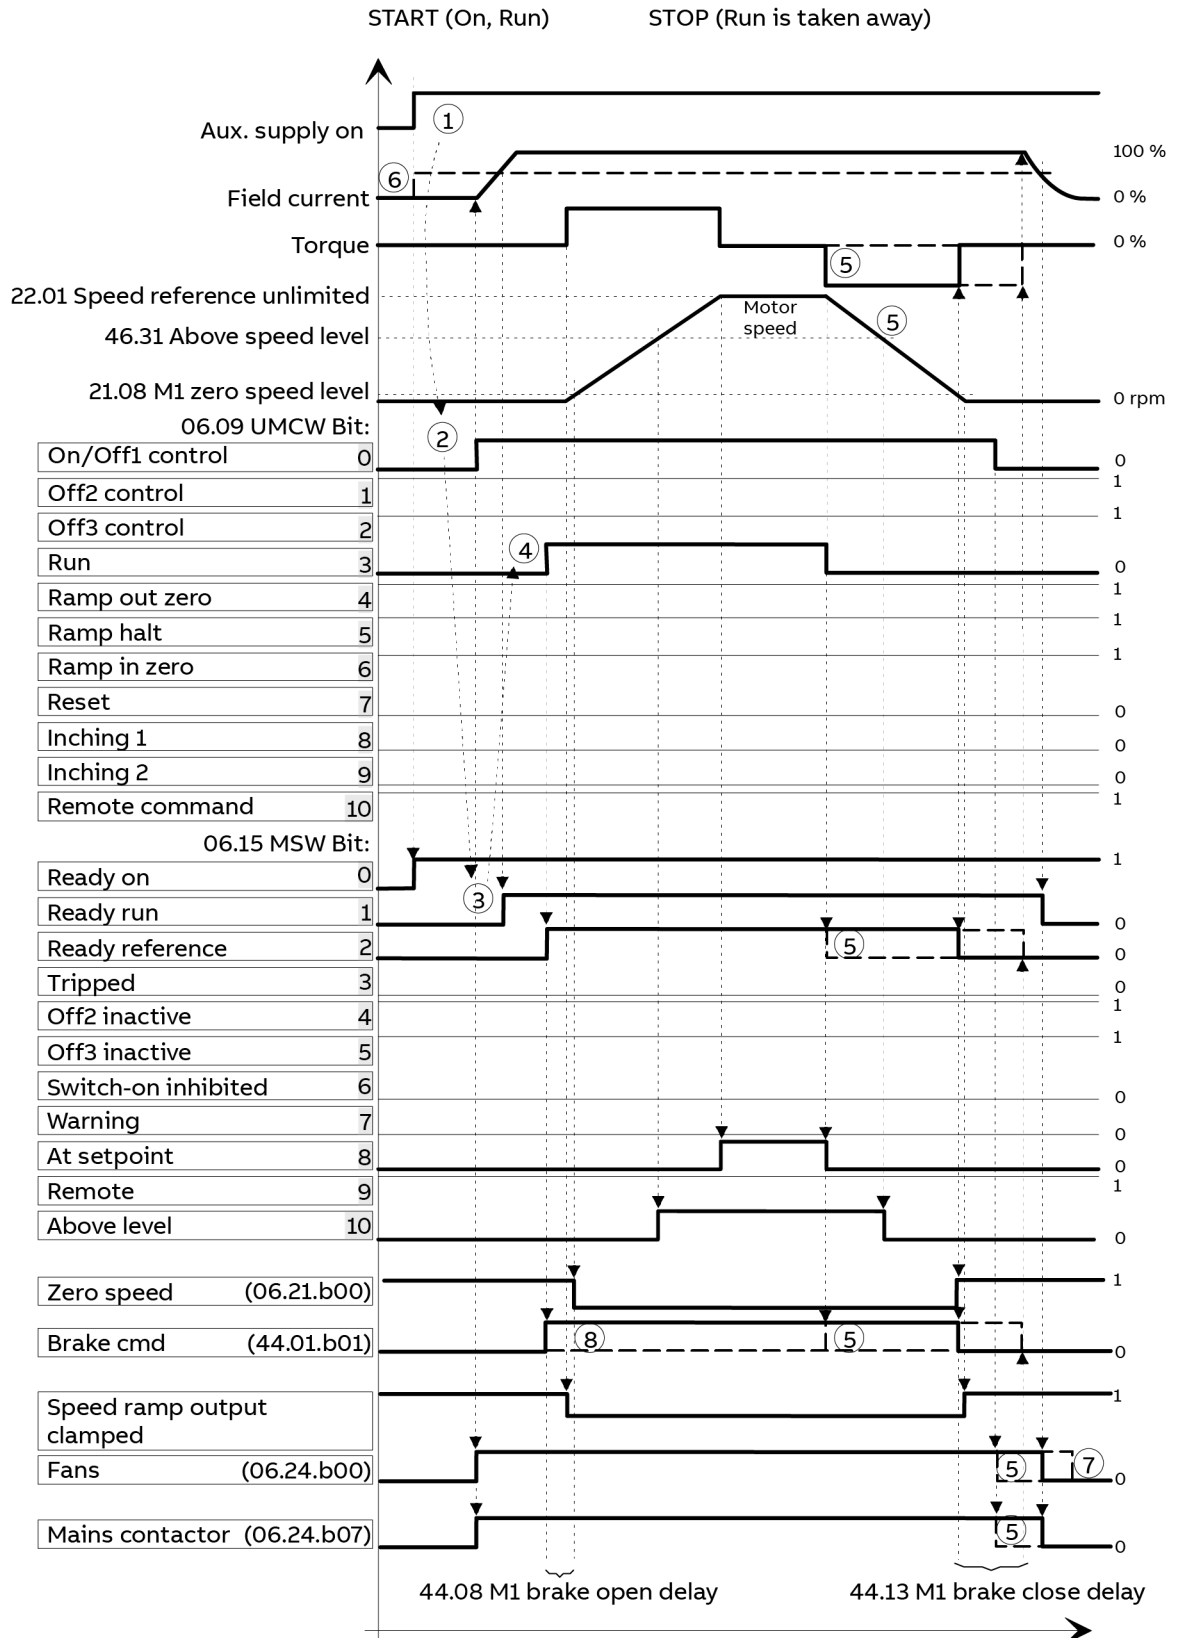 START (On, Run) STOP (Run is taken away)
Aux. supply on 1
100 %
6
Field current 0 %
Torque 0 %
5
22.01 Speed reference unlimited
Motor
speed 5
46.31 Above speed level
21.08 M1 zero speed level
0 rpm
06.09 UMCW Bit: 2
On/Off1 control 0 0
Off2 control 1 1
Off3 control 2 1
Run 3 4 0
Ramp out zero 4 1
Ramp halt 5 1
Ramp in zero 6 1
Reset 7 0
Inching 1 8 0
Inching 2 9 0
Remote command 10 1
06.15 MSW Bit:
Ready on 0 1
3
Ready run 1 0
Ready reference 2 5 0
Tripped 3 0
Off2 inactive 4 1
Off3 inactive 5 1
Switch-on inhibited 6 0
Warning 7 0
At setpoint 8 0
Remote 9 1
Above level 10 0
Zero speed (06.21.b00) 1
Brake cmd (44.01.b01) 8 5 0
Speed ramp output 1
clamped
Fans (06.24.b00) 5 7 0
Mains contactor (06.24.b07) 5 0
44.08 M1 brake open delay 44.13 M1 brake close delay